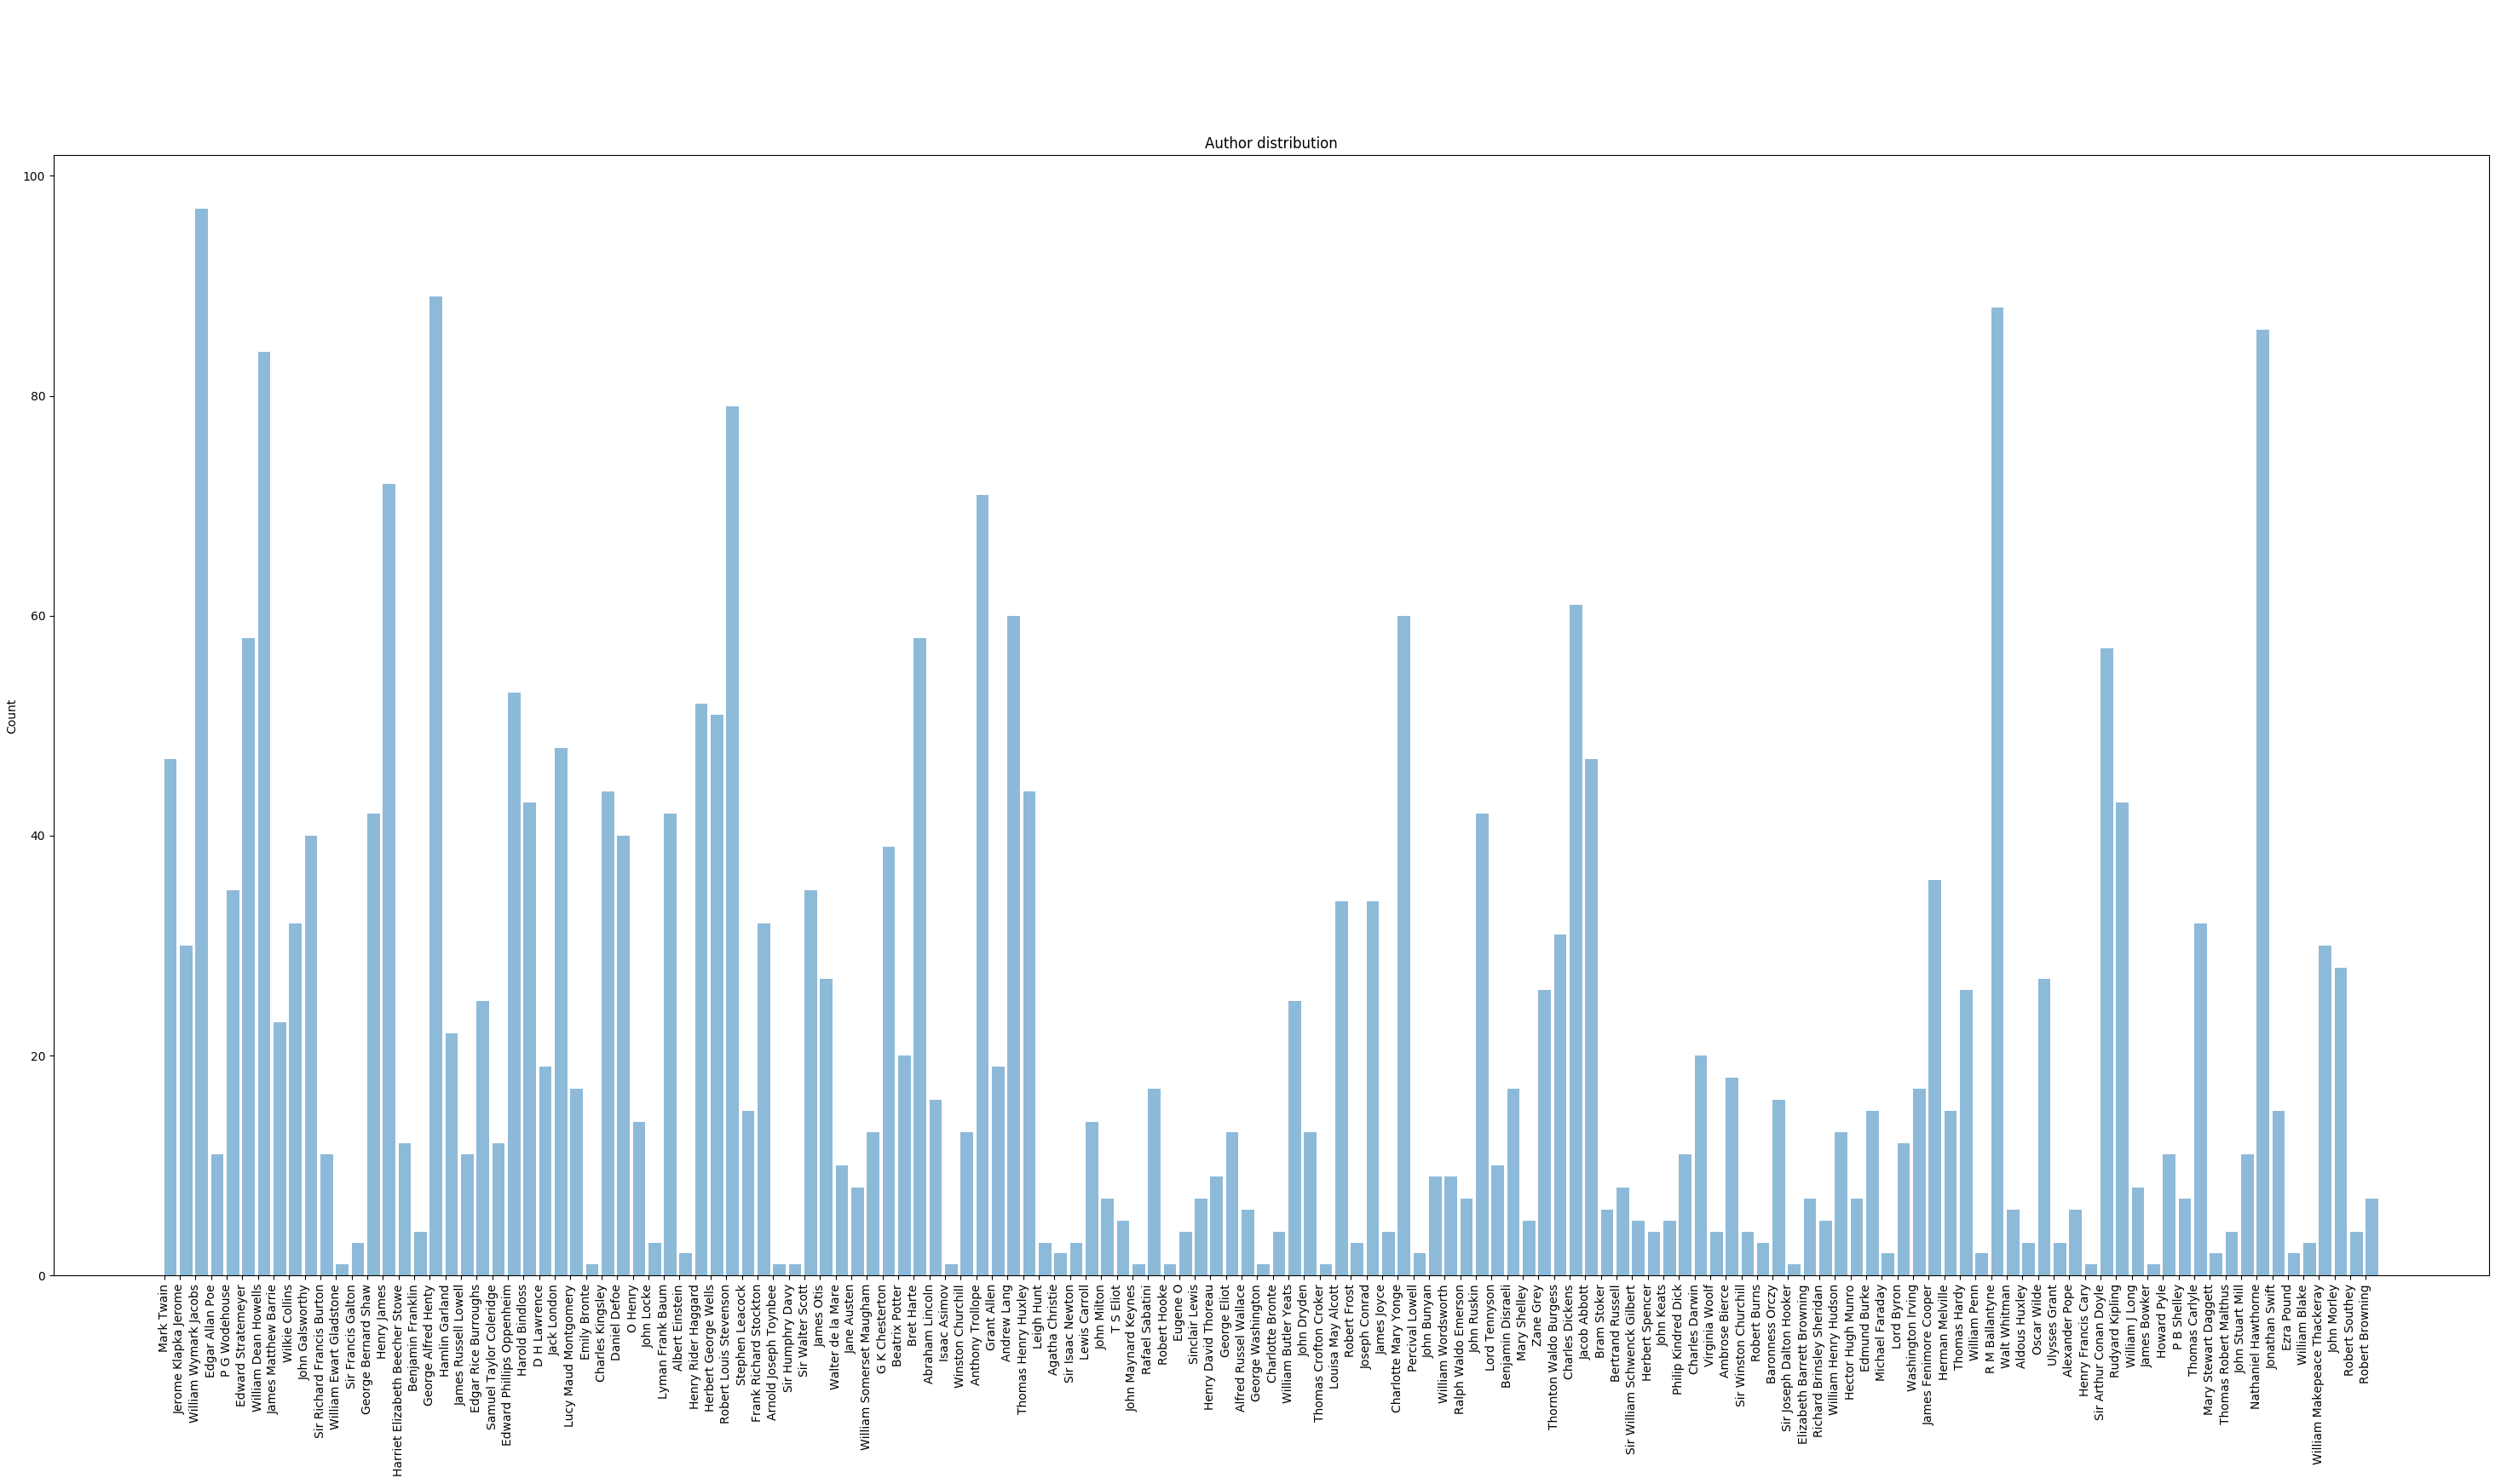 Author distribution
100
80
60
40
20
0
Count
Mark Twain
Jerome Klapka Jerome
William Wymark Jacobs
Edgar Allan Poe
P G Wodehouse
Edward Stratemeyer
William Dean Howells
James Matthew Barrie
Wilkie Collins
John Galsworthy
Sir Richard Francis Burton
William Ewart Gladstone
Sir Francis Galton
George Bernard Shaw
Henry James
Harriet Elizabeth Beecher Stowe
Benjamin Franklin
George Alfred Henty
Hamlin Garland
James Russell Lowell
Edgar Rice Burroughs
Samuel Taylor Coleridge
Edward Phillips Oppenheim
Harold Bindloss
D H Lawrence
Jack London
Lucy Maud Montgomery
Emily Bronte
Charles Kingsley
Daniel Defoe
O Henry
John Locke
Lyman Frank Baum
Albert Einstein
Henry Rider Haggard
Herbert George Wells
Robert Louis Stevenson
Stephen Leacock
Frank Richard Stockton
Arnold Joseph Toynbee
Sir Humphry Davy
Sir Walter Scott
James Otis
Walter de la Mare
Jane Austen
William Somerset Maugham
G K Chesterton
Beatrix Potter
Bret Harte
Abraham Lincoln
Isaac Asimov
Winston Churchill
Anthony Trollope
Grant Allen
Andrew Lang
Thomas Henry Huxley
Leigh Hunt
Agatha Christie
Sir Isaac Newton
Lewis Carroll
John Milton
T S Eliot
John Maynard Keynes
Rafael Sabatini
Robert Hooke
Eugene O
Sinclair Lewis
Henry David Thoreau
George Eliot
Alfred Russel Wallace
George Washington
Charlotte Bronte
William Butler Yeats
John Dryden
Thomas Crofton Croker
Louisa May Alcott
Robert Frost
Joseph Conrad
James Joyce
Charlotte Mary Yonge
Percival Lowell
John Bunyan
William Wordsworth
Ralph Waldo Emerson
John Ruskin
Lord Tennyson
Benjamin Disraeli
Mary Shelley
Zane Grey
Thornton Waldo Burgess
Charles Dickens
Jacob Abbott
Bram Stoker
Bertrand Russell
Sir William Schwenck Gilbert
Herbert Spencer
John Keats
Philip Kindred Dick
Charles Darwin
Virginia Woolf
Ambrose Bierce
Sir Winston Churchill
Robert Burns
Baronness Orczy
Sir Joseph Dalton Hooker
Elizabeth Barrett Browning
Richard Brinsley Sheridan
William Henry Hudson
Hector Hugh Munro
Edmund Burke
Michael Faraday
Lord Byron
Washington Irving
James Fenimore Cooper
Herman Melville
Thomas Hardy
William Penn
R M Ballantyne
Walt Whitman
Aldous Huxley
Oscar Wilde
Ulysses Grant
Alexander Pope
Henry Francis Cary
Sir Arthur Conan Doyle
Rudyard Kipling
William J Long
James Bowker
Howard Pyle
P B Shelley
Thomas Carlyle
Mary Stewart Daggett
Thomas Robert Malthus
John Stuart Mill
Nathaniel Hawthorne
Jonathan Swift
Ezra Pound
William Blake
William Makepeace Thackeray
John Morley
Robert Southey
Robert Browning